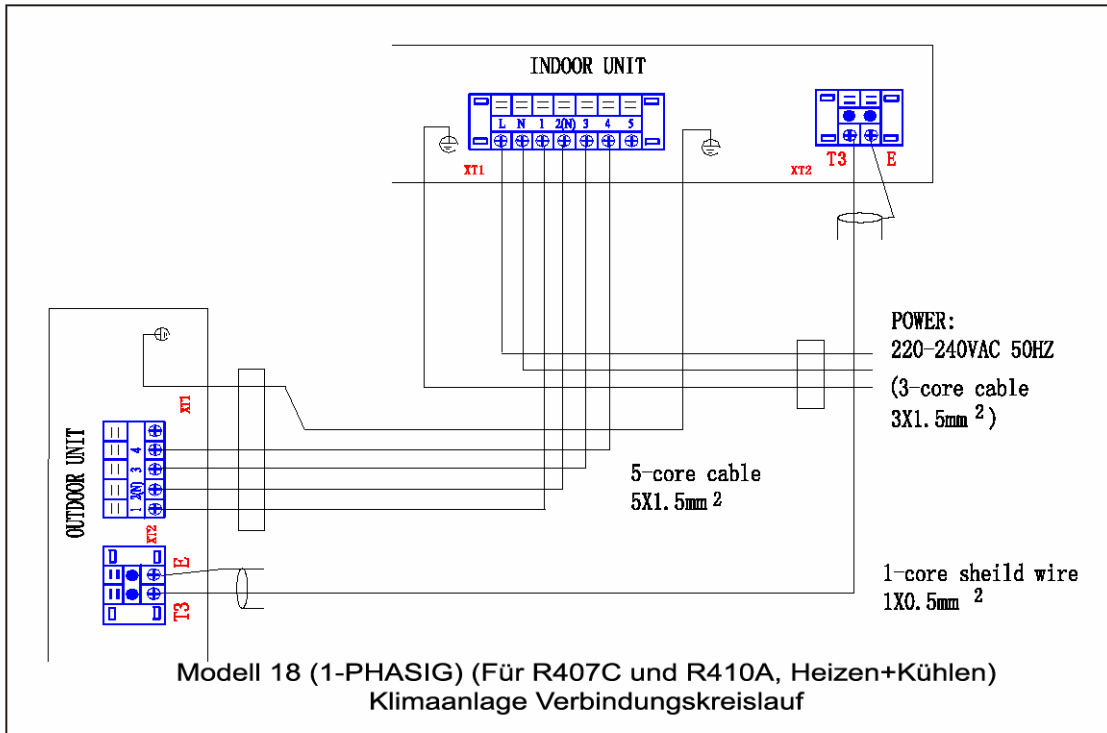 INDOOR UNIT
L N 1 2(N) 3 4 5
XT1
XT2
T3 E
POWER:
220-240VAC 50HZ
(3-core cable
3X1.5mm 2)
XT1
OUTDOOR UNIT
1 2(N) 3 4
XT2
E
T3
5-core cable
5X1.5mm 2
1-core sheild wire
1X0.5mm 2
Modell 18 (1-PHASIG) (Für R407C und R410A, Heizen+Kühlen)
Klimaanlage Verbindungskreislauf